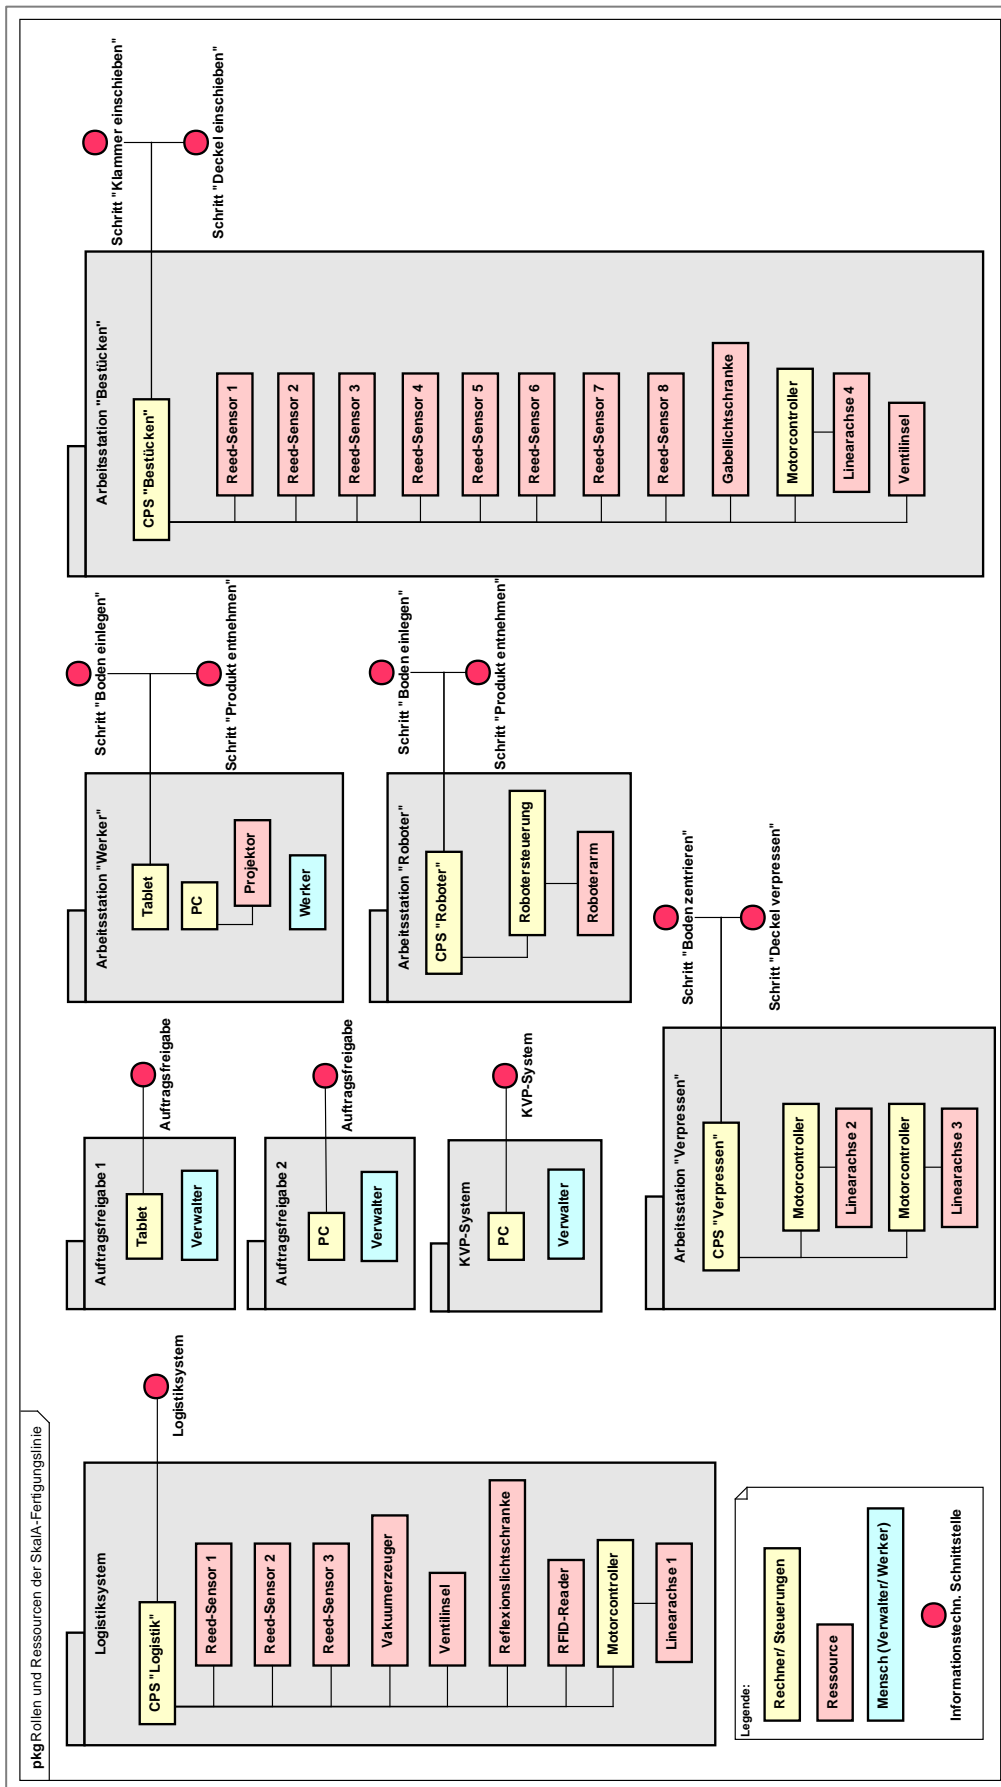 pkg Rollen und Ressourcen der SkalA-Fertigungslinie
Logistiksystem
CPS "Logistik"
Reed-Sensor 1
Reed-Sensor 2
Reed-Sensor 3
Vakuumerzeuger
Ventilinsel
Reflexionslichtschranke
RFID-Reader
Motorcontroller
Linearachse 1
Logistiksystem
Auftragsfreigabe 1
Tablet
Verwalter
Auftragsfreigabe
Auftragsfreigabe 2
PC
Verwalter
Auftragsfreigabe
KVP-System
PC
Verwalter
KVP-System
Arbeitsstation "Werker"
Tablet
PC
Projektor
Werker
Schritt "Boden einlegen"
Schritt "Produkt entnehmen"
Arbeitsstation "Roboter"
CPS "Roboter"
Robotersteuerung
Roboterarm
Schritt "Boden einlegen"
Schritt "Produkt entnehmen"
Arbeitsstation "Verpressen"
CPS "Verpressen"
Motorcontroller
Linearachse 2
Motorcontroller
Linearachse 3
Schritt "Boden zentrieren"
Schritt "Deckel verpressen"
Arbeitsstation "Bestücken"
CPS "Bestücken"
Reed-Sensor 1
Reed-Sensor 2
Reed-Sensor 3
Reed-Sensor 4
Reed-Sensor 5
Reed-Sensor 6
Reed-Sensor 7
Reed-Sensor 8
Gabellichtschranke
Motorcontroller
Linearachse 4
Ventilinsel
Schritt "Klammer einschieben"
Schritt "Deckel einschieben"
Legende:
Rechner/ Steuerungen
Ressource
Mensch (Verwalter/ Werker)
Informationstechn. Schnittstelle